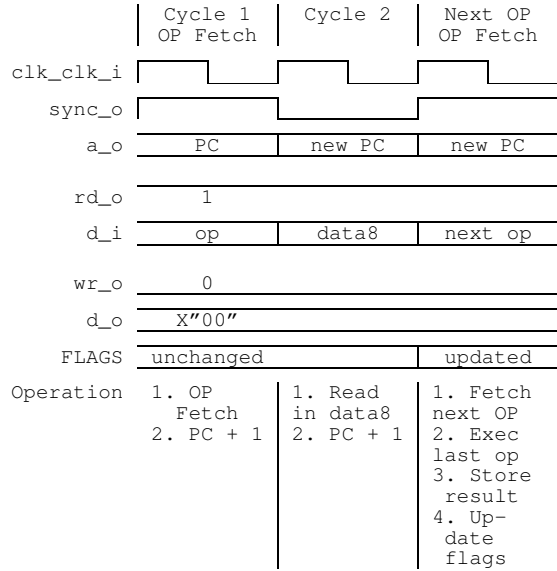 Cycle 1 Cycle 2 Next OP
OP Fetch OP Fetch
clk_clk_i
sync_o
a_o PC new PC new PC
rd_o 1
d_i op data8 next op
wr_o 0
d_o X"00"
FLAGS unchanged updated
Operation 1. OP 1. Read 1. Fetch
Fetch in data8 next OP
2. PC + 1 2. PC + 1 2. Exec
last op
3. Store
result
4. Up-
date
flags